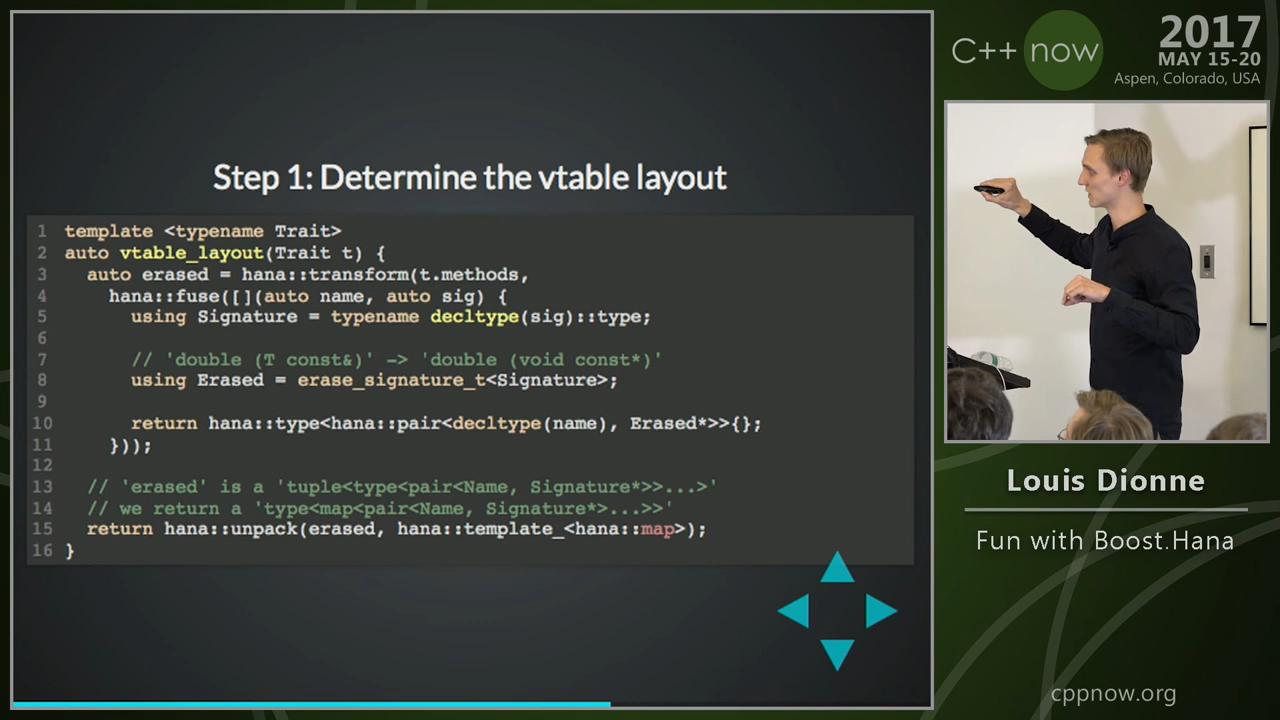 Step 1: Determine the vtable layout
1 template <typename Trait>
2 auto vtable_layout(Trait t) {
3   auto erased = hana::transform(t.methods,
4     hana::fuse([](auto name, auto sig) {
5       using Signature = typename decltype(sig)::type;
6
7       // 'double (T const&)' -> 'double (void const*)'
8       using Erased = erase_signature_t<Signature>;
9
10       return hana::type<hana::pair<decltype(name), Erased*>>{};
11     }));
12
13   // 'erased' is a 'tuple<type<pair<Name, Signature*>>...>'
14   // we return a 'type<map<pair<Name, Signature*>...>>'
15   return hana::unpack(erased, hana::template_<hana::map>);
16 }
C++ now
2017
MAY 15-20
Aspen, Colorado, USA
Louis Dionne
Fun with Boost.Hana
cppnow.org